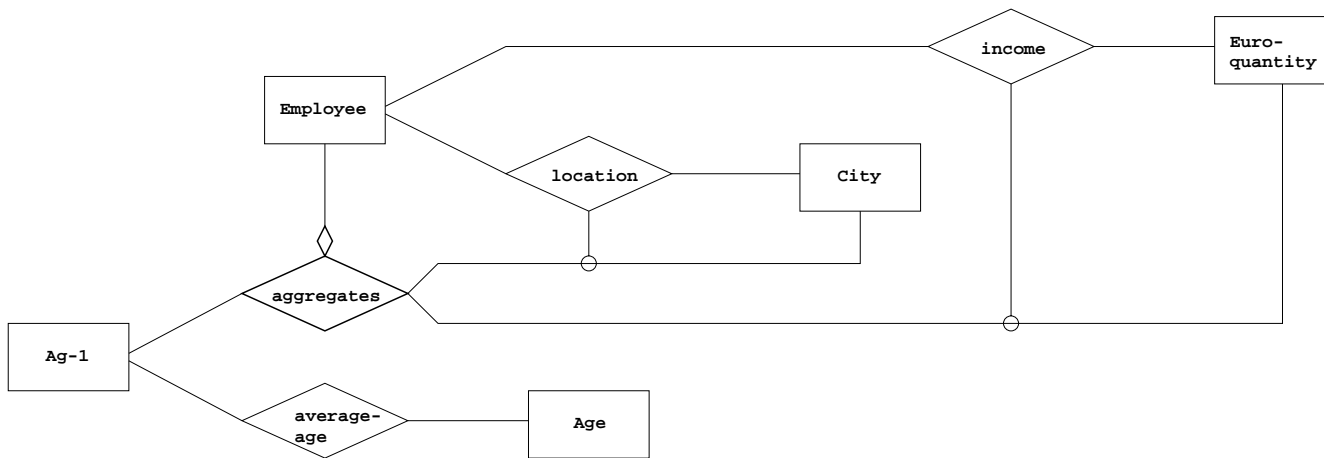 income
Euro-
quantity
Employee
location
City
aggregates
Ag-1
average-
age
Age